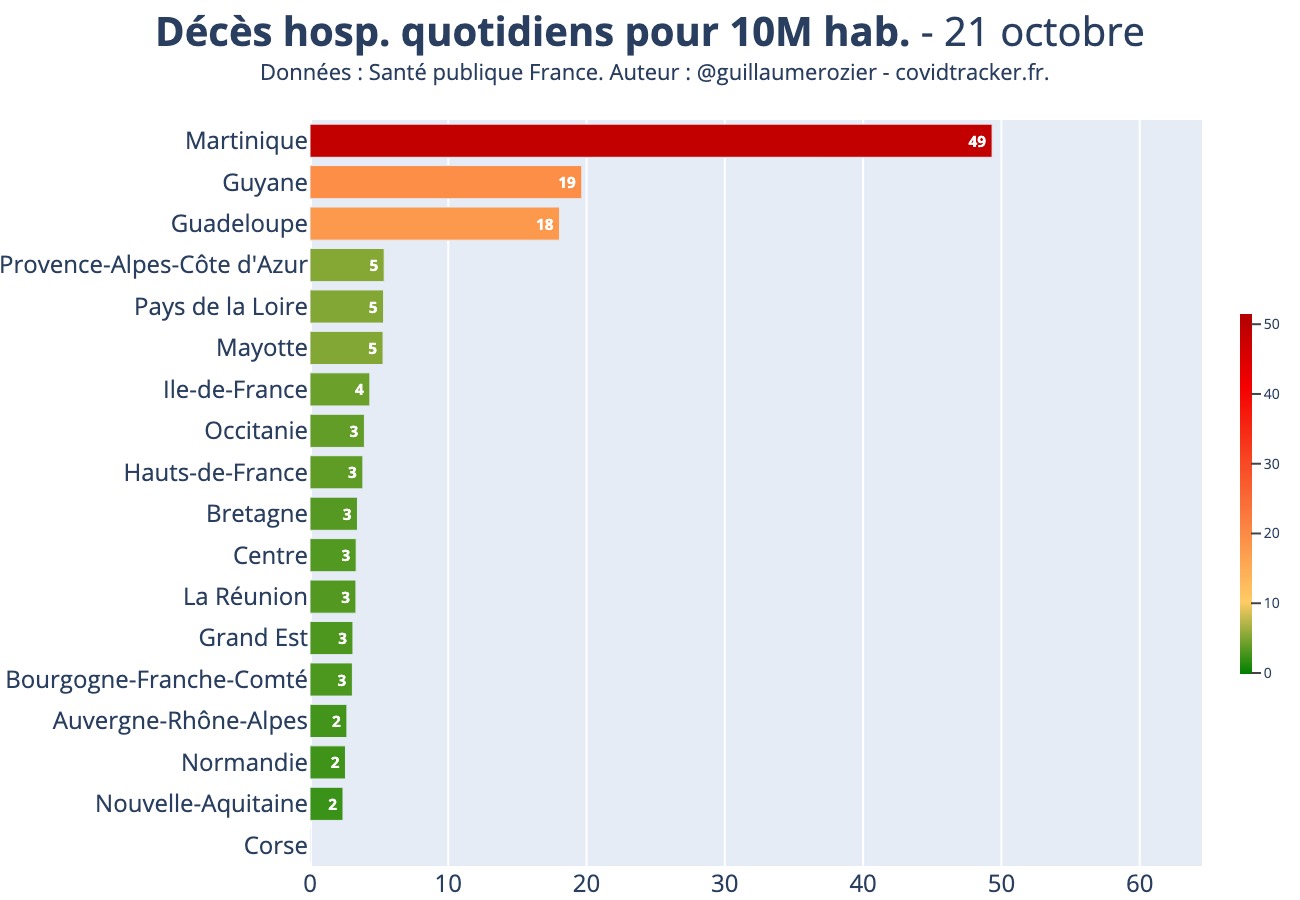 Décès hosp. quotidiens pour 10M hab. - 21 octobre
Données : Santé publique France. Auteur : @guillaumerozier - covidtracker.fr.
Martinique 49
Guyane 19
Guadeloupe 18
Provence-Alpes-Côte d'Azur 5
Pays de la Loire 5
Mayotte 5
Ile-de-France 4
Occitanie 3
Hauts-de-France 3
Bretagne 3
Centre 3
La Réunion 3
Grand Est 3
Bourgogne-Franche-Comté 3
Auvergne-Rhône-Alpes 2
Normandie 2
Nouvelle-Aquitaine 2
Corse
0 10 20 30 40 50 60
50
40
30
20
10
0